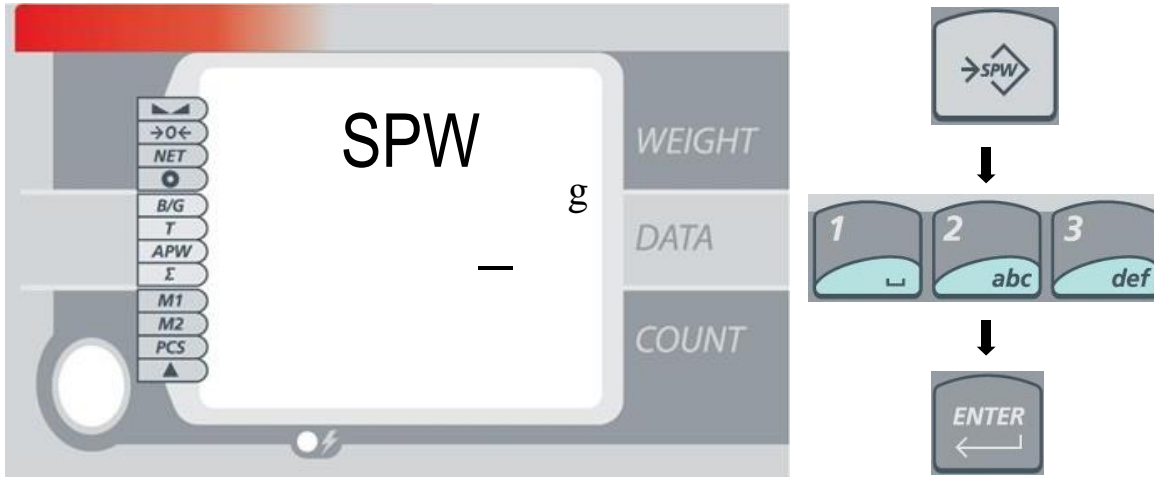 SPW
g
_
→0←
NET
B/G
T
APW
Σ
M1
M2
PCS
WEIGHT
DATA
COUNT
→SPW
1
2 abc
3 def
ENTER